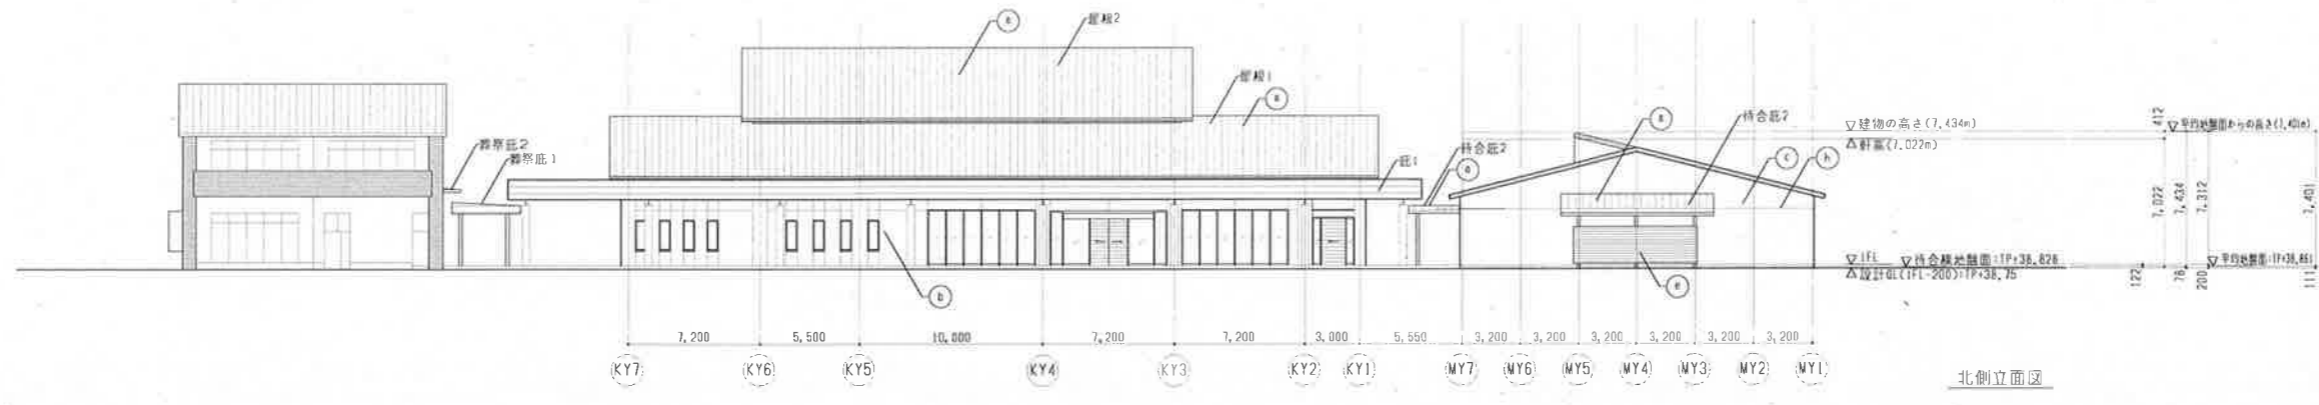 a
屋根2
屋根1
a
葬祭庇2
葬祭庇1
庇1
待合庇2
a
a
待合庇2
c
h
b
e
▽建物の高さ(7,434m)
△軒高(7.022m)
▽平均地盤面からの高さ(7,401m)
412
7,022
7,434
7,312
7,401
▽1FL ▽待合棟地盤面:TP+38,828
△設計GL(1FL-200):TP+38,75
▽平均地盤面:TP+38,861
122
78
200
111
7,200 5,500 10,000 7,200 7,200 3,000 5,550 3,200 3,200 3,200 3,200 3,200 3,200
KY7 KY6 KY5 KY4 KY3 KY2 KY1 MY7 MY6 MY5 MY4 MY3 MY2 MY1
北側立面図